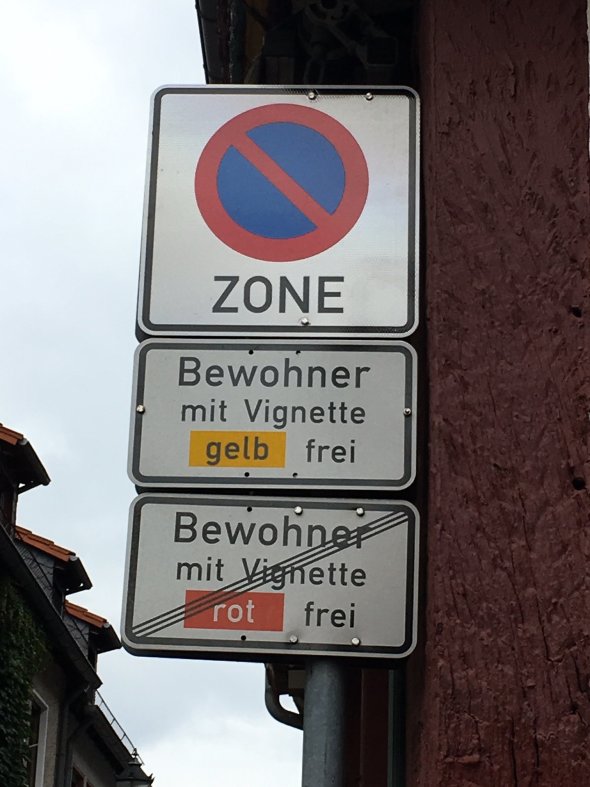 ZONE
Bewohner
mit Vignette
gelb frei
Bewohner
mit Vignette
rot frei